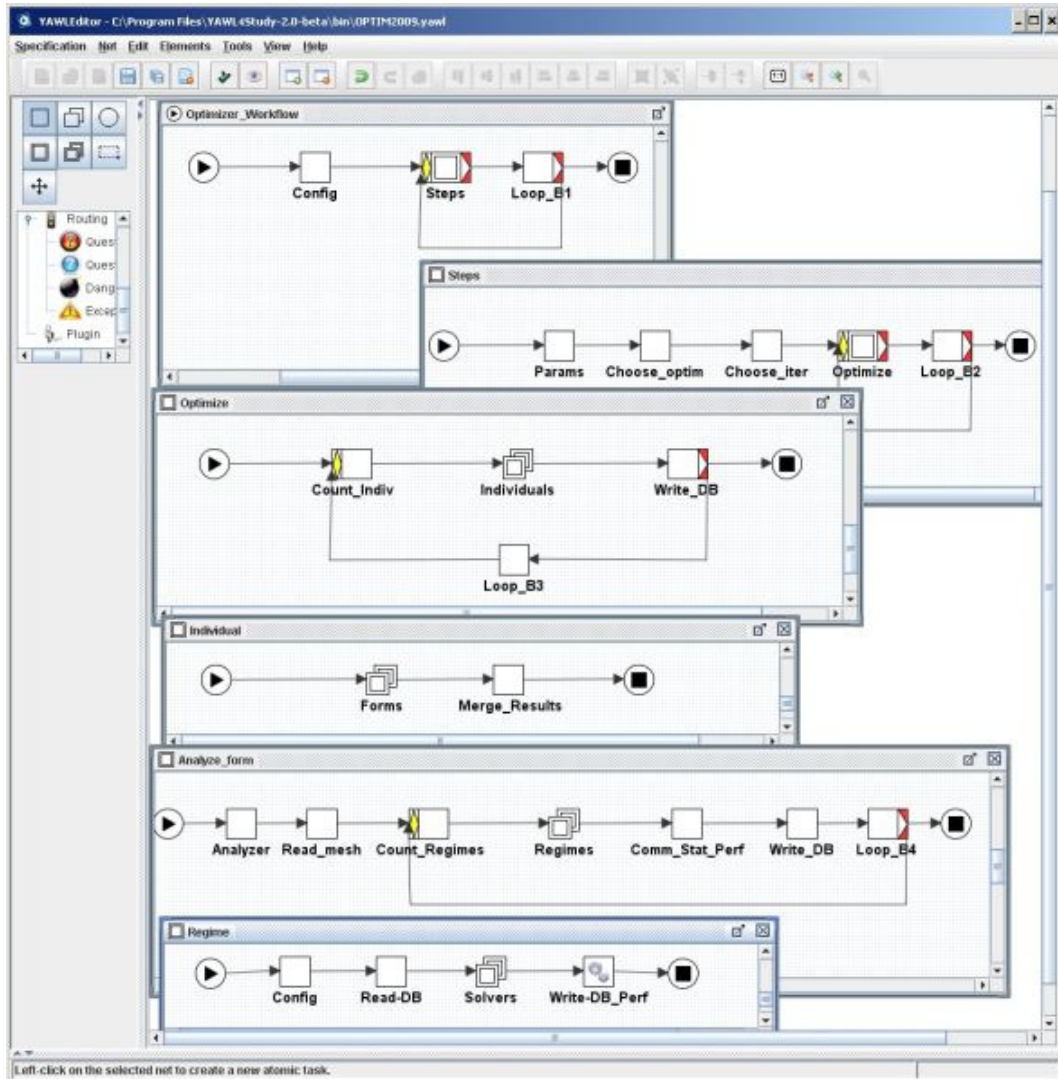 YAWLEditor - C:\Program Files\YAWL4Study-2.0-beta\bin\OPTIM2009.yawl
Specification Net Edit Elements Tools View Help
Optimizer_Workflow
Config Steps Loop_B1
Routing
Ques
Ques
Dang
Excep
Plugin
Steps
Params Choose_optim Choose_iter Optimize Loop_B2
Optimize
Count_Indiv Individuals Write_DB
Loop_B3
Individual
Forms Merge_Results
Analyze_form
Analyzer Read_mesh Count_Regimes Regimes Comm_Stat_Perf Write_DB Loop_B4
Regime
Config Read-DB Solvers Write-DB_Perf
Left-click on the selected net to create a new atomic task.